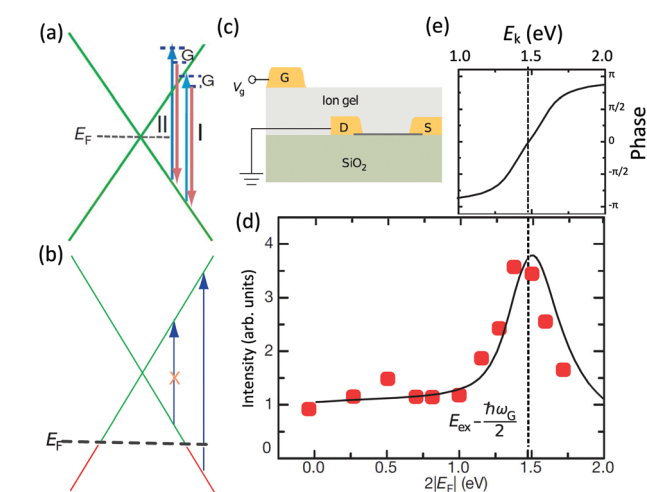 (a)
G
G
II
I
E_F
(b)
X
E_F
(c)
G
V_g
Ion gel
D
S
SiO₂
(e)
E_k (eV)
1.0
1.5
2.0
π
π/2
0
-π/2
-π
Phase
(d)
Intensity (arb. units)
4
3
2
1
0
E_ex - ħω_G/2
0.0
0.5
1.0
1.5
2.0
2|E_F| (eV)